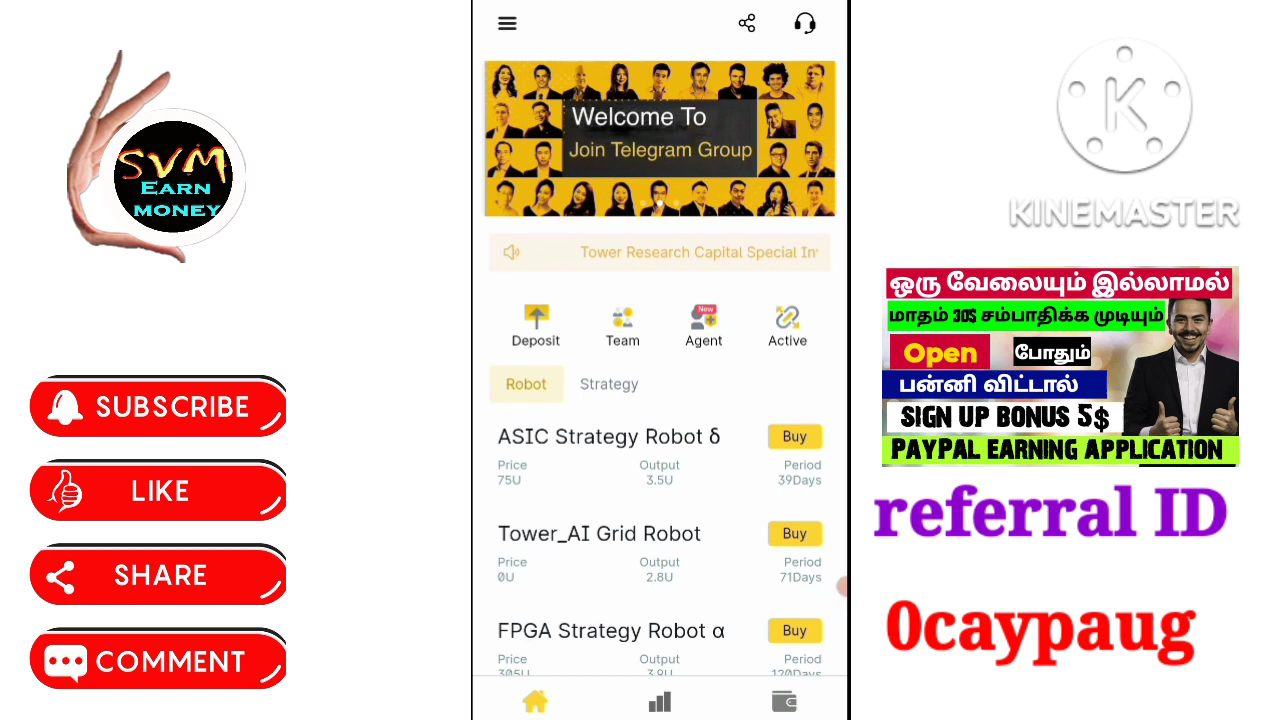 SVM
EARN
MONEY
SUBSCRIBE
LIKE
SHARE
COMMENT
Welcome To
Join Telegram Group
Tower Research Capital Special In
Deposit
Team
New
Agent
Active
Robot
Strategy
ASIC Strategy Robot δ
Buy
Price
Output
Period
75U
3.5U
39Days
Tower_AI Grid Robot
Buy
Price
Output
Period
0U
2.8U
71Days
FPGA Strategy Robot α
Buy
Price
Output
Period
305U
3.9U
120Days
K
KINEMASTER
ஒரு வேலையும் இல்லாமல்
மாதம் 30$ சம்பாதிக்க முடியும்
Open போதும்
பன்னி விட்டால்
SIGN UP BONUS 5$
PAYPAL EARNING APPLICATION
referral ID
0caypaug